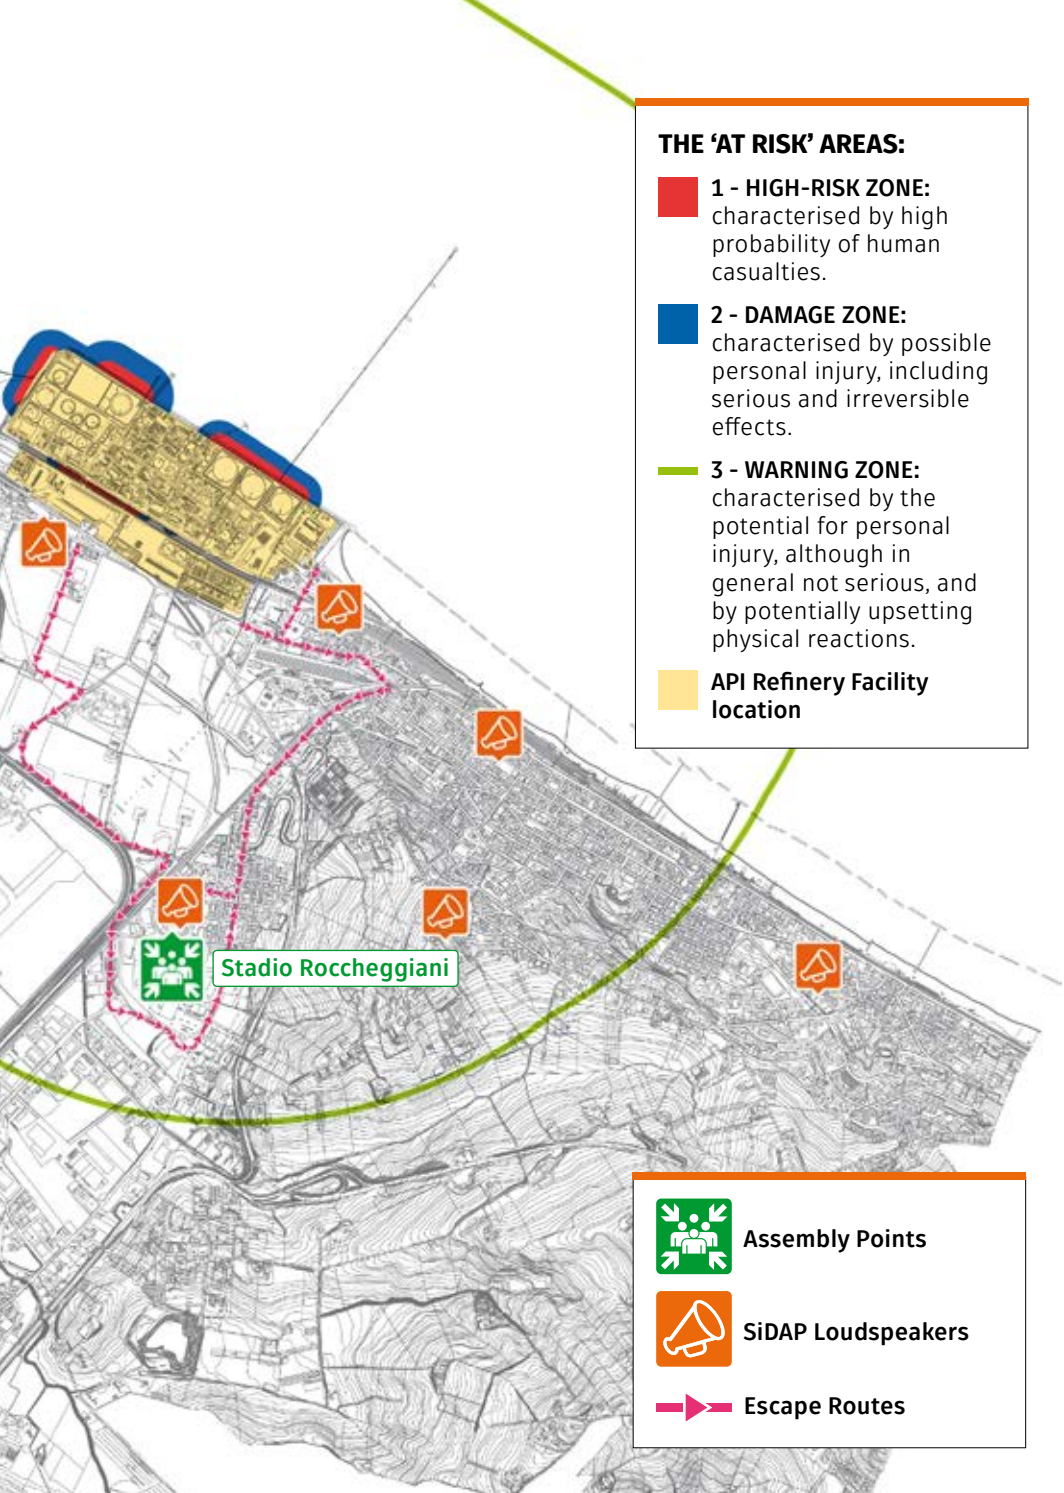 THE ‘AT RISK’ AREAS:
1 - HIGH-RISK ZONE:
characterised by high
probability of human
casualties.
2 - DAMAGE ZONE:
characterised by possible
personal injury, including
serious and irreversible
effects.
3 - WARNING ZONE:
characterised by the
potential for personal
injury, although in
general not serious, and
by potentially upsetting
physical reactions.
API Refinery Facility
location
Stadio Roccheggiani
Assembly Points
SiDAP Loudspeakers
Escape Routes